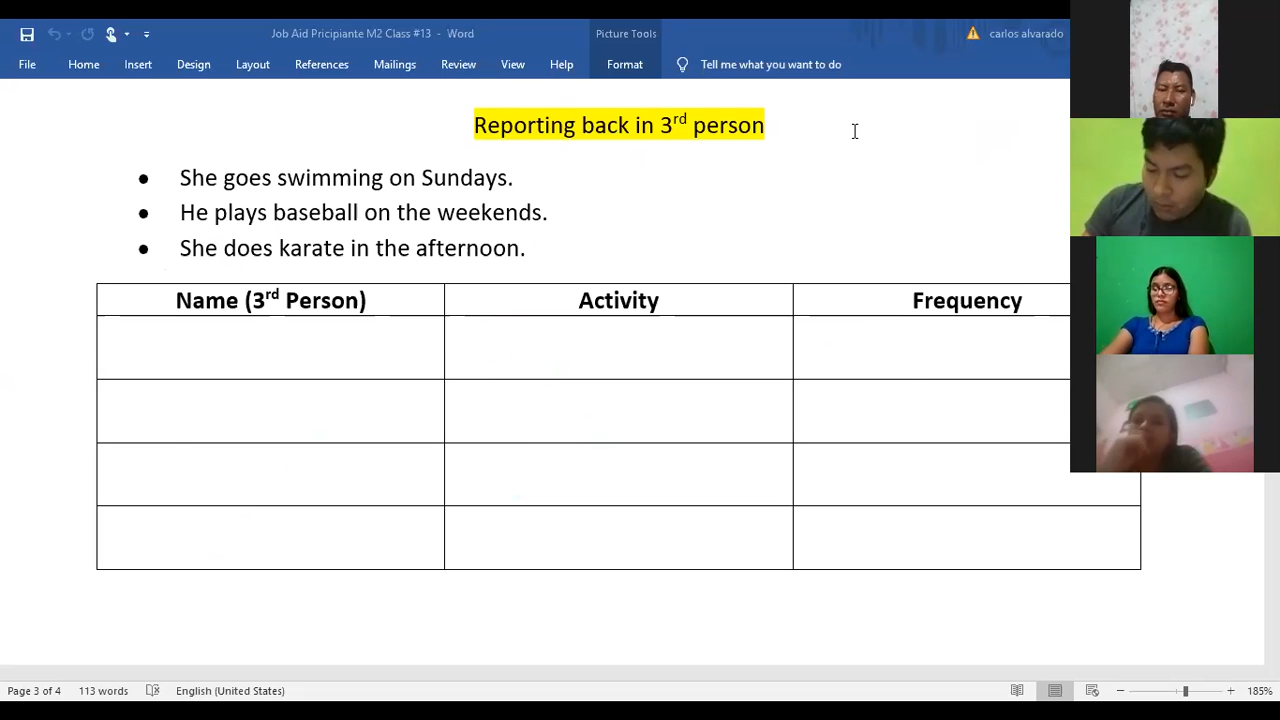 Job Aid Pricipiante M2 Class #13 - Word
Picture Tools
carlos alvarado
File Home Insert Design Layout References Mailings Review View Help Format Tell me what you want to do
Reporting back in 3rd person
• She goes swimming on Sundays.
• He plays baseball on the weekends.
• She does karate in the afternoon.
Name (3rd Person) Activity Frequency
Page 3 of 4 113 words English (United States) 185%